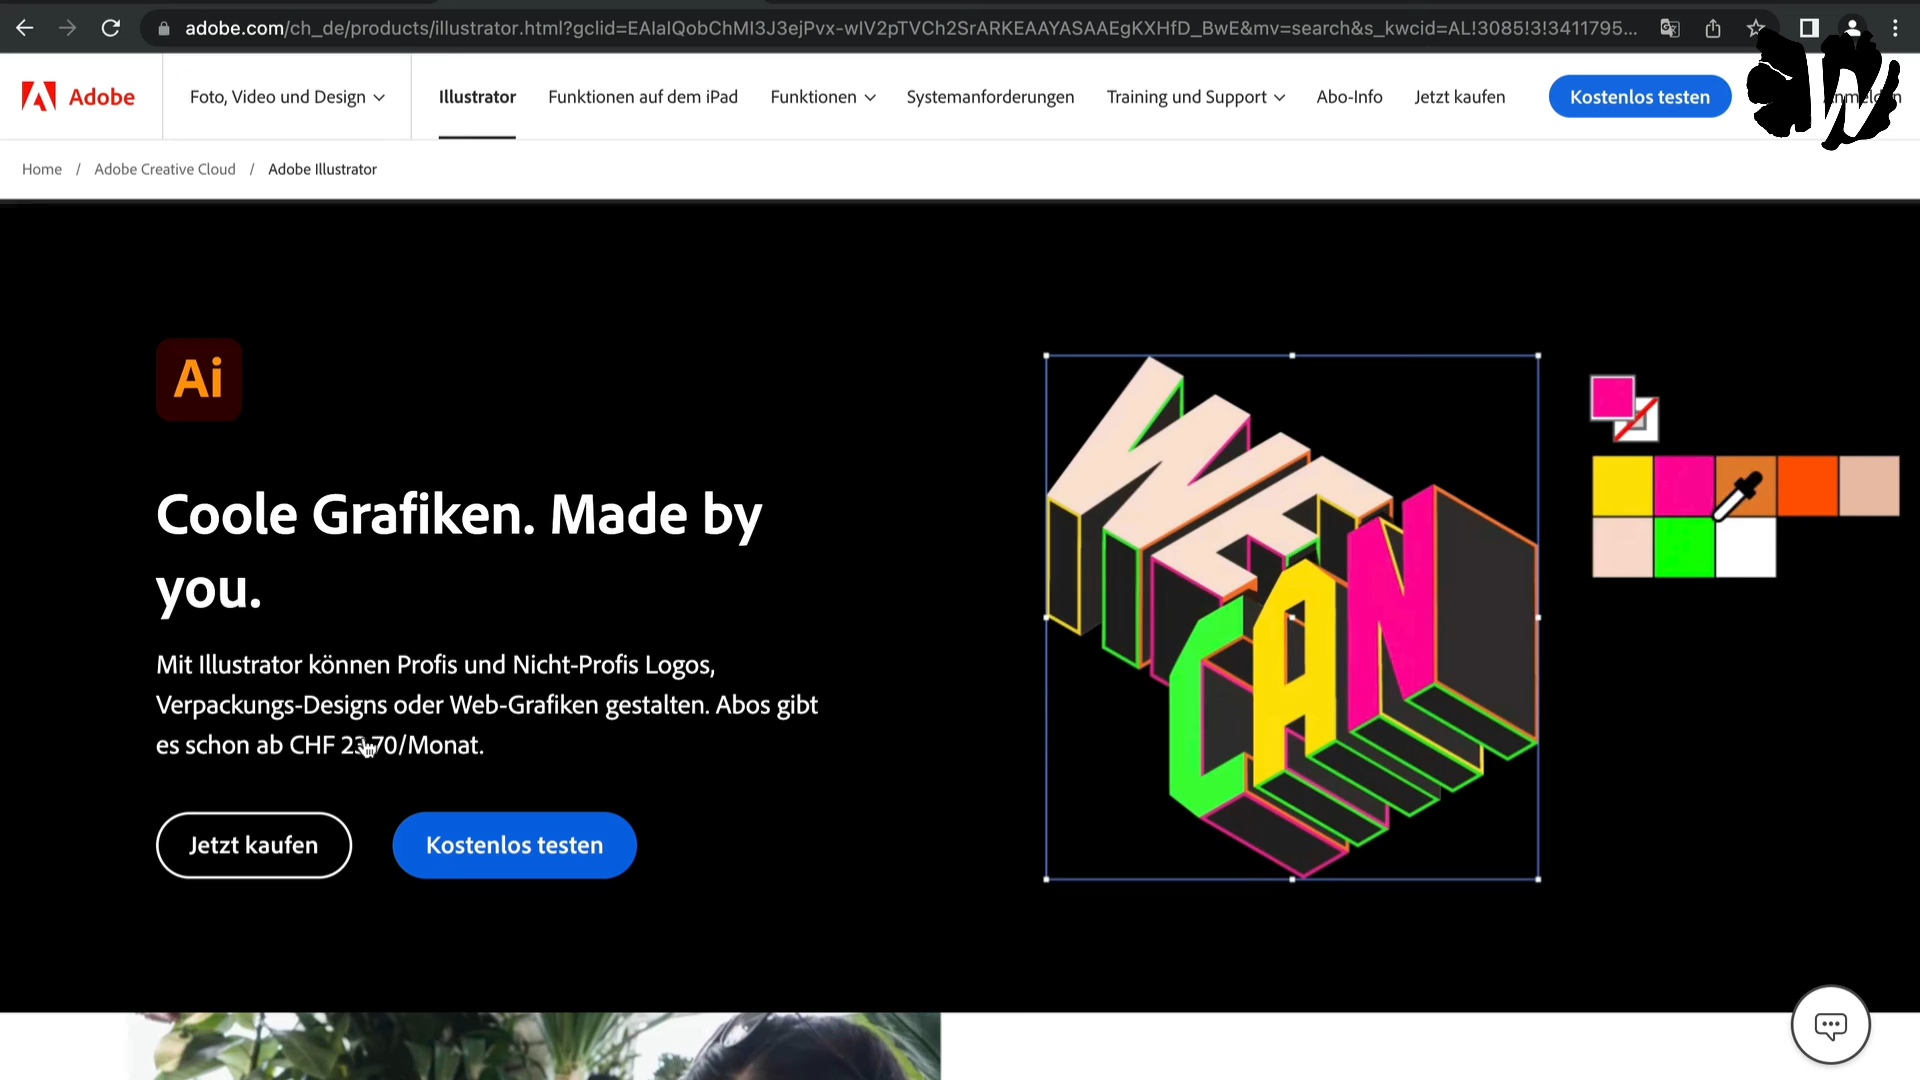 adobe.com/ch_de/products/illustrator.html?gclid=EAIaIQobChMI3J3ejPvx-wIV2pTVCh2SrARKEAAYASAAEgKXHfD_BwE&mv=search&s_kwcid=AL!3085!3!3411795...
Adobe
Foto, Video und Design
Illustrator
Funktionen auf dem iPad
Funktionen
Systemanforderungen
Training und Support
Abo-Info
Jetzt kaufen
Kostenlos testen
Home / Adobe Creative Cloud / Adobe Illustrator
Ai
Coole Grafiken. Made by
you.
Mit Illustrator können Profis und Nicht-Profis Logos,
Verpackungs-Designs oder Web-Grafiken gestalten. Abos gibt
es schon ab CHF 23.70/Monat.
Jetzt kaufen
Kostenlos testen
WE
CAN